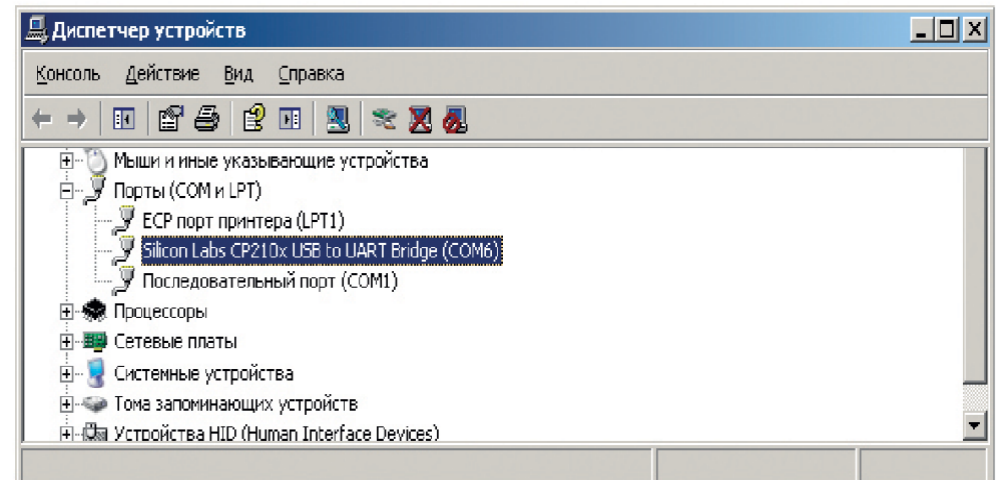 Диспетчер устройств
Консоль Действие Вид Справка
Мыши и иные указывающие устройства
Порты (COM и LPT)
ECP порт принтера (LPT1)
Silicon Labs CP210x USB to UART Bridge (COM6)
Последовательный порт (COM1)
Процессоры
Сетевые платы
Системные устройства
Тома запоминающих устройств
Устройства HID (Human Interface Devices)